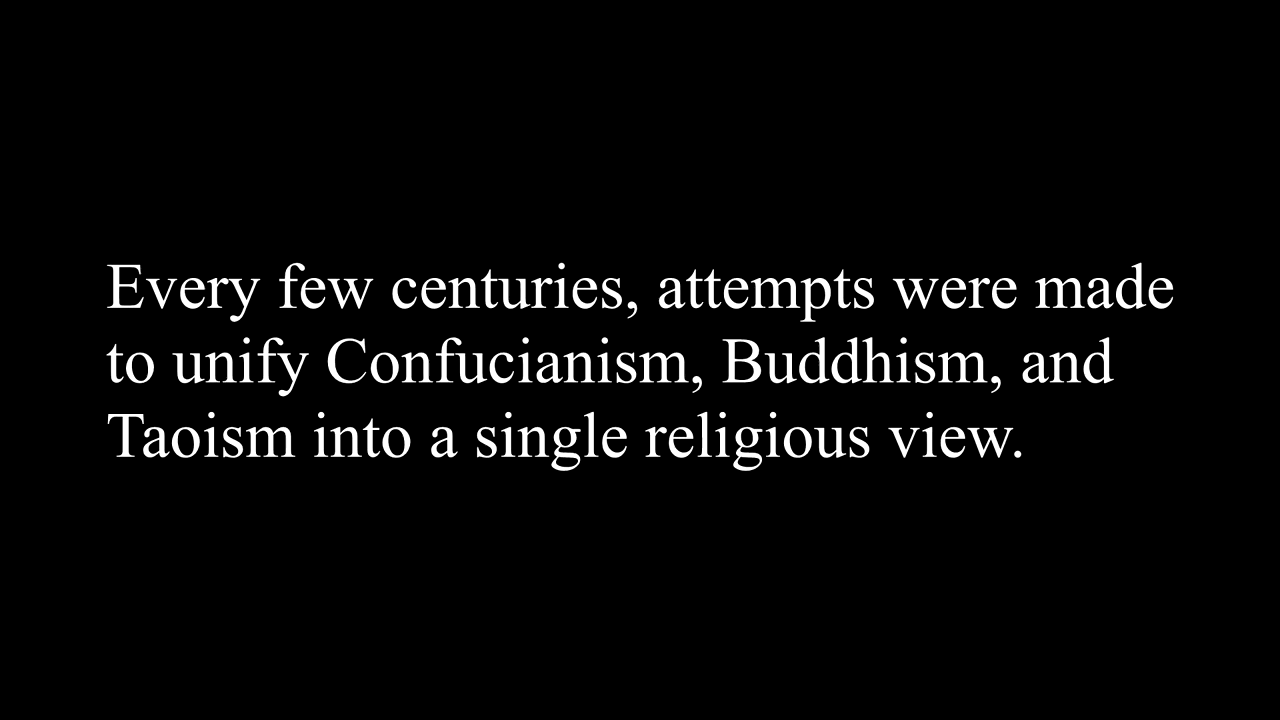 Every few centuries, attempts were made
to unify Confucianism, Buddhism, and
Taoism into a single religious view.